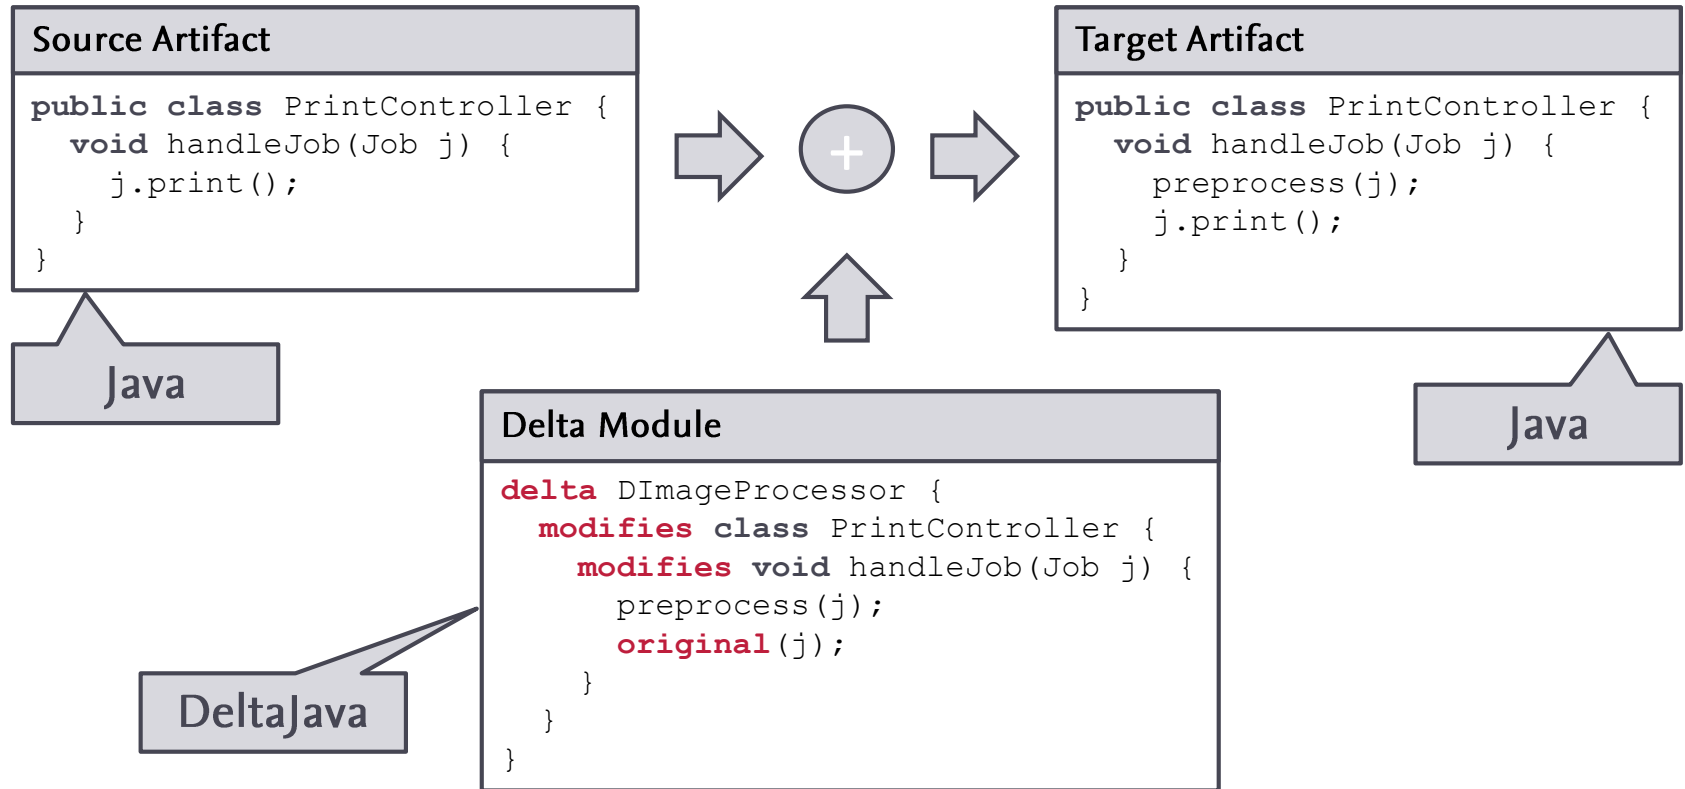 Source Artifact
public class PrintController {
  void handleJob(Job j) {
    j.print();
  }
}
Java
+
Target Artifact
public class PrintController {
  void handleJob(Job j) {
    preprocess(j);
    j.print();
  }
}
Java
Delta Module
delta DImageProcessor {
  modifies class PrintController {
    modifies void handleJob(Job j) {
      preprocess(j);
      original(j);
    }
  }
}
DeltaJava